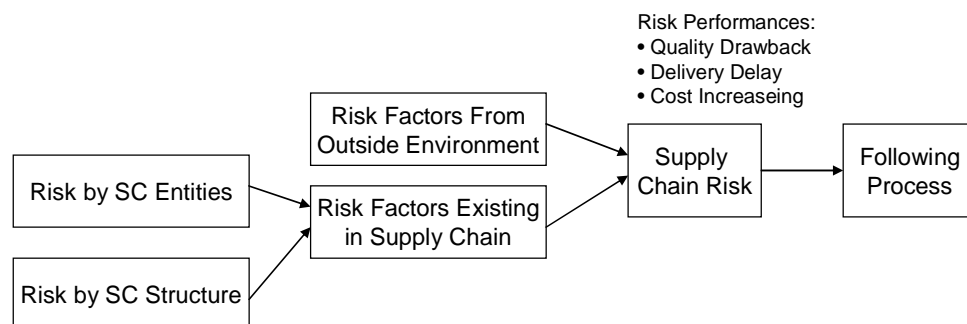 Risk Performances:
• Quality Drawback
• Delivery Delay
• Cost Increaseing
Risk Factors From
Outside Environment
Supply
Chain Risk
Following
Process
Risk by SC Entities
Risk Factors Existing
in Supply Chain
Risk by SC Structure